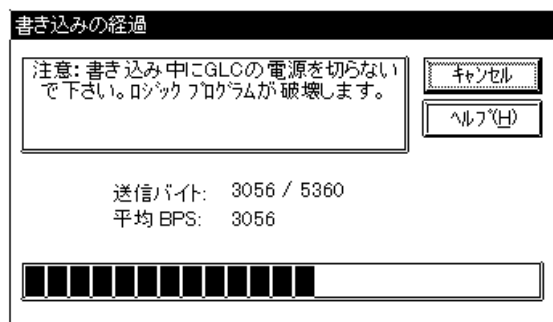 書き込みの経過
注意: 書き込み中にGLCの電源を切らない
で下さい。ロジック プログラムが破壊します。
キャンセル
ヘルプ(H)
送信バイト: 3056 / 5360
平均 BPS: 3056